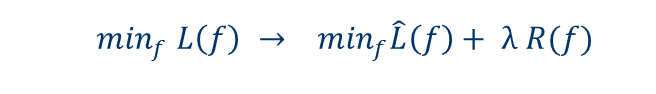 min_f L(f) → min_f L̂(f) + λ R(f)